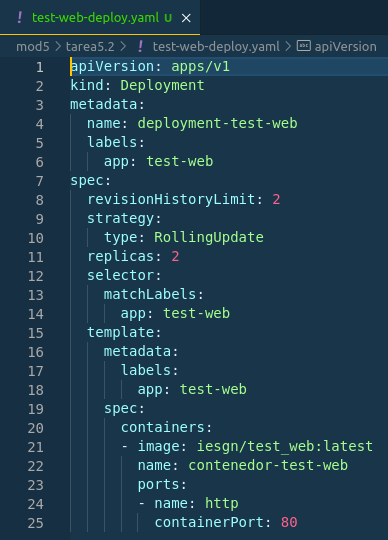 ! test-web-deploy.yaml U ×
mod5 > tarea5.2 > ! test-web-deploy.yaml > abc apiVersion
1 apiVersion: apps/v1
2 kind: Deployment
3 metadata:
4   name: deployment-test-web
5   labels:
6     app: test-web
7 spec:
8   revisionHistoryLimit: 2
9   strategy:
10     type: RollingUpdate
11   replicas: 2
12   selector:
13     matchLabels:
14       app: test-web
15   template:
16     metadata:
17       labels:
18         app: test-web
19     spec:
20       containers:
21       - image: iesgn/test_web:latest
22         name: contenedor-test-web
23         ports:
24         - name: http
25           containerPort: 80